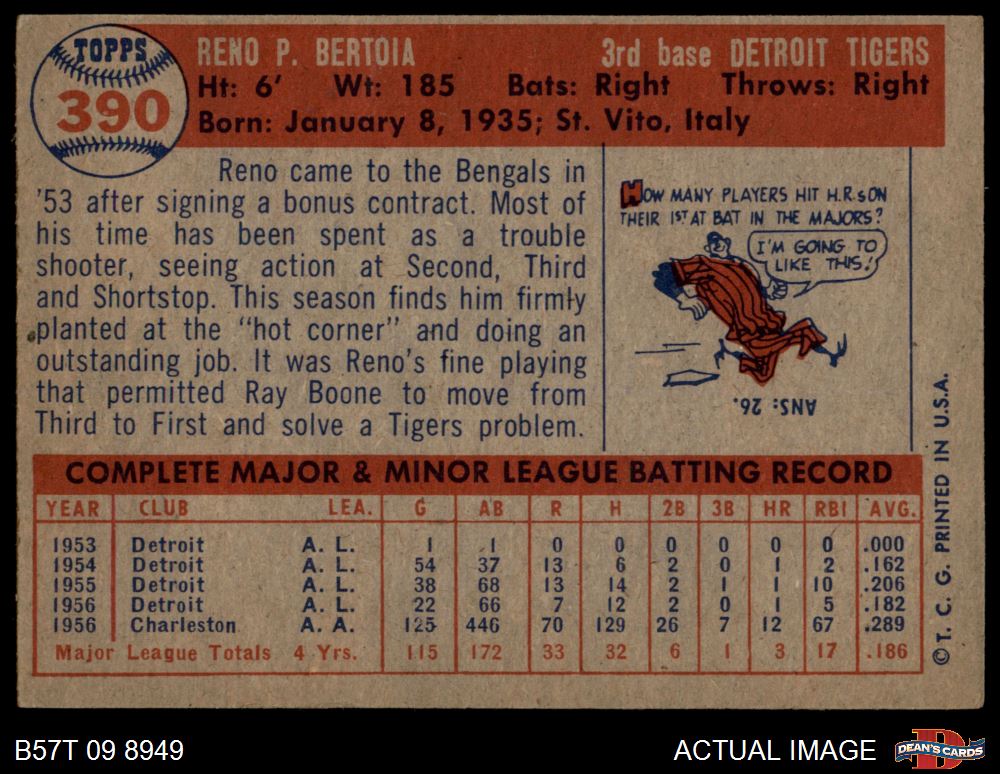 TOPPS
390
RENO P. BERTOIA 3rd base DETROIT TIGERS
Ht: 6' Wt: 185 Bats: Right Throws: Right
Born: January 8, 1935; St. Vito, Italy
Reno came to the Bengals in
'53 after signing a bonus contract. Most of
his time has been spent as a trouble
shooter, seeing action at Second, Third
and Shortstop. This season finds him firmly
planted at the "hot corner" and doing an
outstanding job. It was Reno's fine playing
that permitted Ray Boone to move from
Third to First and solve a Tigers problem.
HOW MANY PLAYERS HIT H.R.s ON
THEIR 1ST AT BAT IN THE MAJORS?
I'M GOING TO
LIKE THIS!
ANS: 26.
COMPLETE MAJOR & MINOR LEAGUE BATTING RECORD
YEAR CLUB LEA. G AB R H 2B 3B HR RBI AVG.
1953 Detroit A. L. 1 1 0 0 0 0 0 0 .000
1954 Detroit A. L. 54 37 13 6 2 0 1 2 .162
1955 Detroit A. L. 38 68 13 14 2 1 1 10 .206
1956 Detroit A. L. 22 66 7 12 2 0 1 5 .182
1956 Charleston A. A. 125 446 70 129 26 7 12 67 .289
Major League Totals 4 Yrs. 115 172 33 32 6 1 3 17 .186
©T. C. G. PRINTED IN U.S.A.
B57T 09 8949
ACTUAL IMAGE
D
DEAN'S CARDS